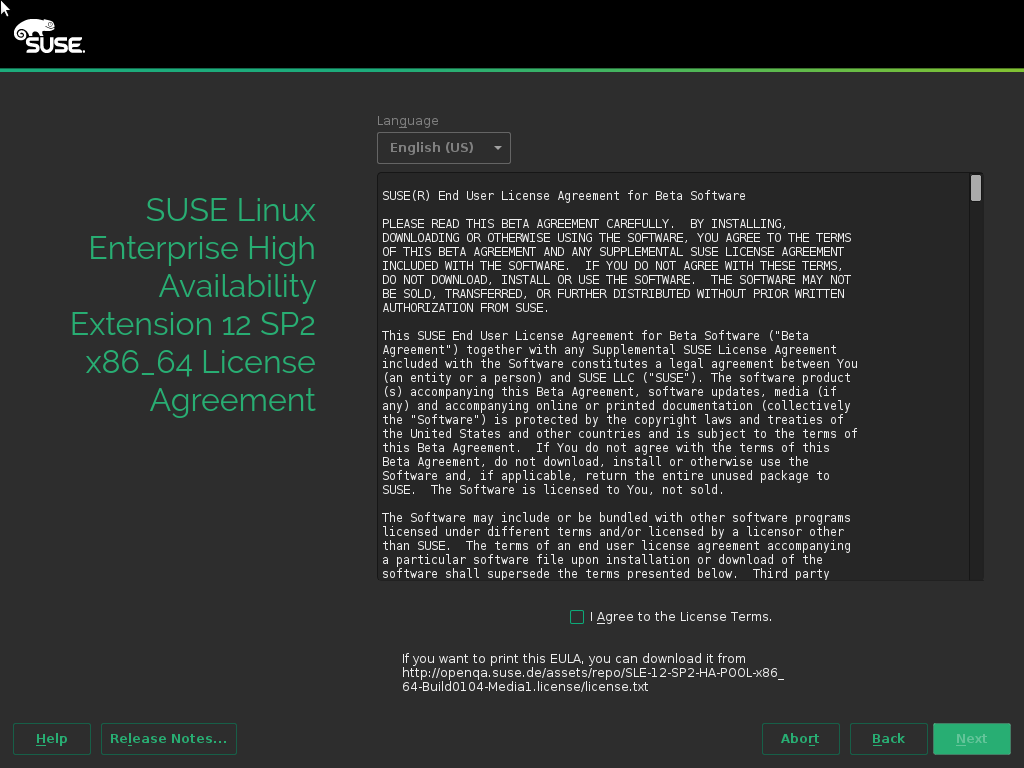 SUSE.
Language
English (US)
SUSE Linux
Enterprise High
Availability
Extension 12 SP2
x86_64 License
Agreement
SUSE(R) End User License Agreement for Beta Software
PLEASE READ THIS BETA AGREEMENT CAREFULLY.  BY INSTALLING,
DOWNLOADING OR OTHERWISE USING THE SOFTWARE, YOU AGREE TO THE TERMS
OF THIS BETA AGREEMENT AND ANY SUPPLEMENTAL SUSE LICENSE AGREEMENT
INCLUDED WITH THE SOFTWARE.  IF YOU DO NOT AGREE WITH THESE TERMS,
DO NOT DOWNLOAD, INSTALL OR USE THE SOFTWARE.  THE SOFTWARE MAY NOT
BE SOLD, TRANSFERRED, OR FURTHER DISTRIBUTED WITHOUT PRIOR WRITTEN
AUTHORIZATION FROM SUSE.
This SUSE End User License Agreement for Beta Software ("Beta
Agreement") together with any Supplemental SUSE License Agreement
included with the Software constitutes a legal agreement between You
(an entity or a person) and SUSE LLC ("SUSE"). The software product
(s) accompanying this Beta Agreement, software updates, media (if
any) and accompanying online or printed documentation (collectively
the "Software") is protected by the copyright laws and treaties of
the United States and other countries and is subject to the terms of
this Beta Agreement.  If You do not agree with the terms of this
Beta Agreement, do not download, install or otherwise use the
Software and, if applicable, return the entire unused package to
SUSE.  The Software is licensed to You, not sold.
The Software may include or be bundled with other software programs
licensed under different terms and/or licensed by a licensor other
than SUSE.  The terms of an end user license agreement accompanying
a particular software file upon installation or download of the
software shall supersede the terms presented below.  Third party
I Agree to the License Terms.
If you want to print this EULA, you can download it from
http://openqa.suse.de/assets/repo/SLE-12-SP2-HA-POOL-x86_
64-Build0104-Media1.license/license.txt
Help
Release Notes...
Abort
Back
Next